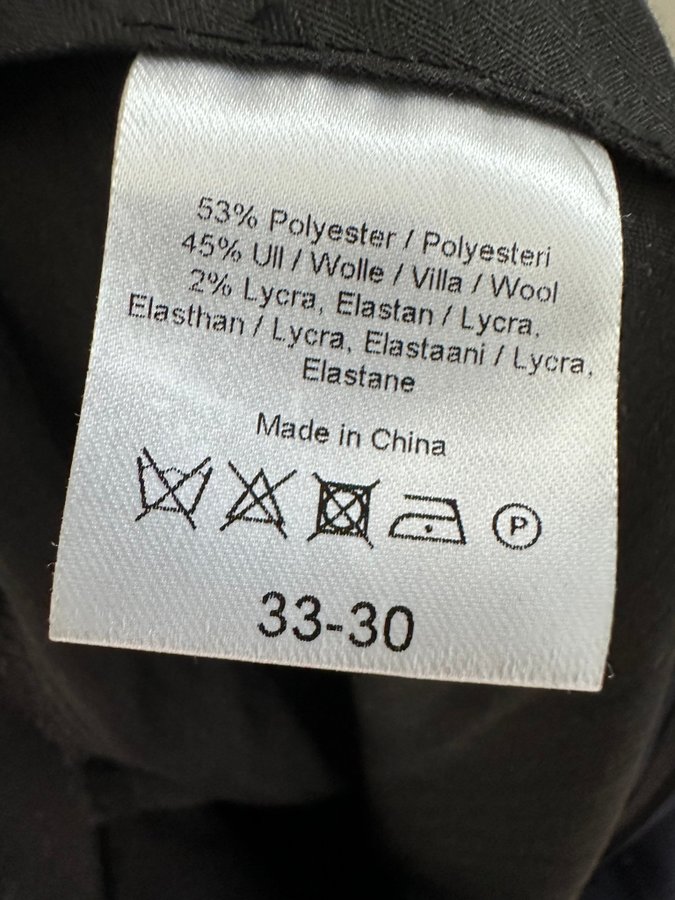 53% Polyester / Polyesteri
45% Ull / Wolle / Villa / Wool
2% Lycra, Elastan / Lycra,
Elasthan / Lycra, Elastaani / Lycra,
Elastane
Made in China
P
33-30